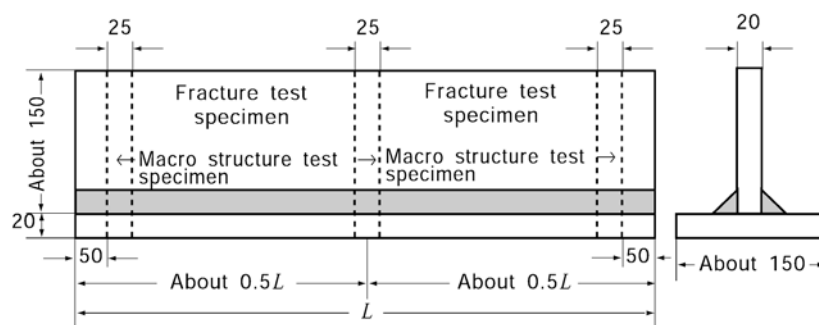 25
25
25
20
Fracture test
specimen
Fracture test
specimen
About 150
Macro structure test
specimen
Macro structure test
specimen
20
50
50
About 0.5L
About 0.5L
About 150
L